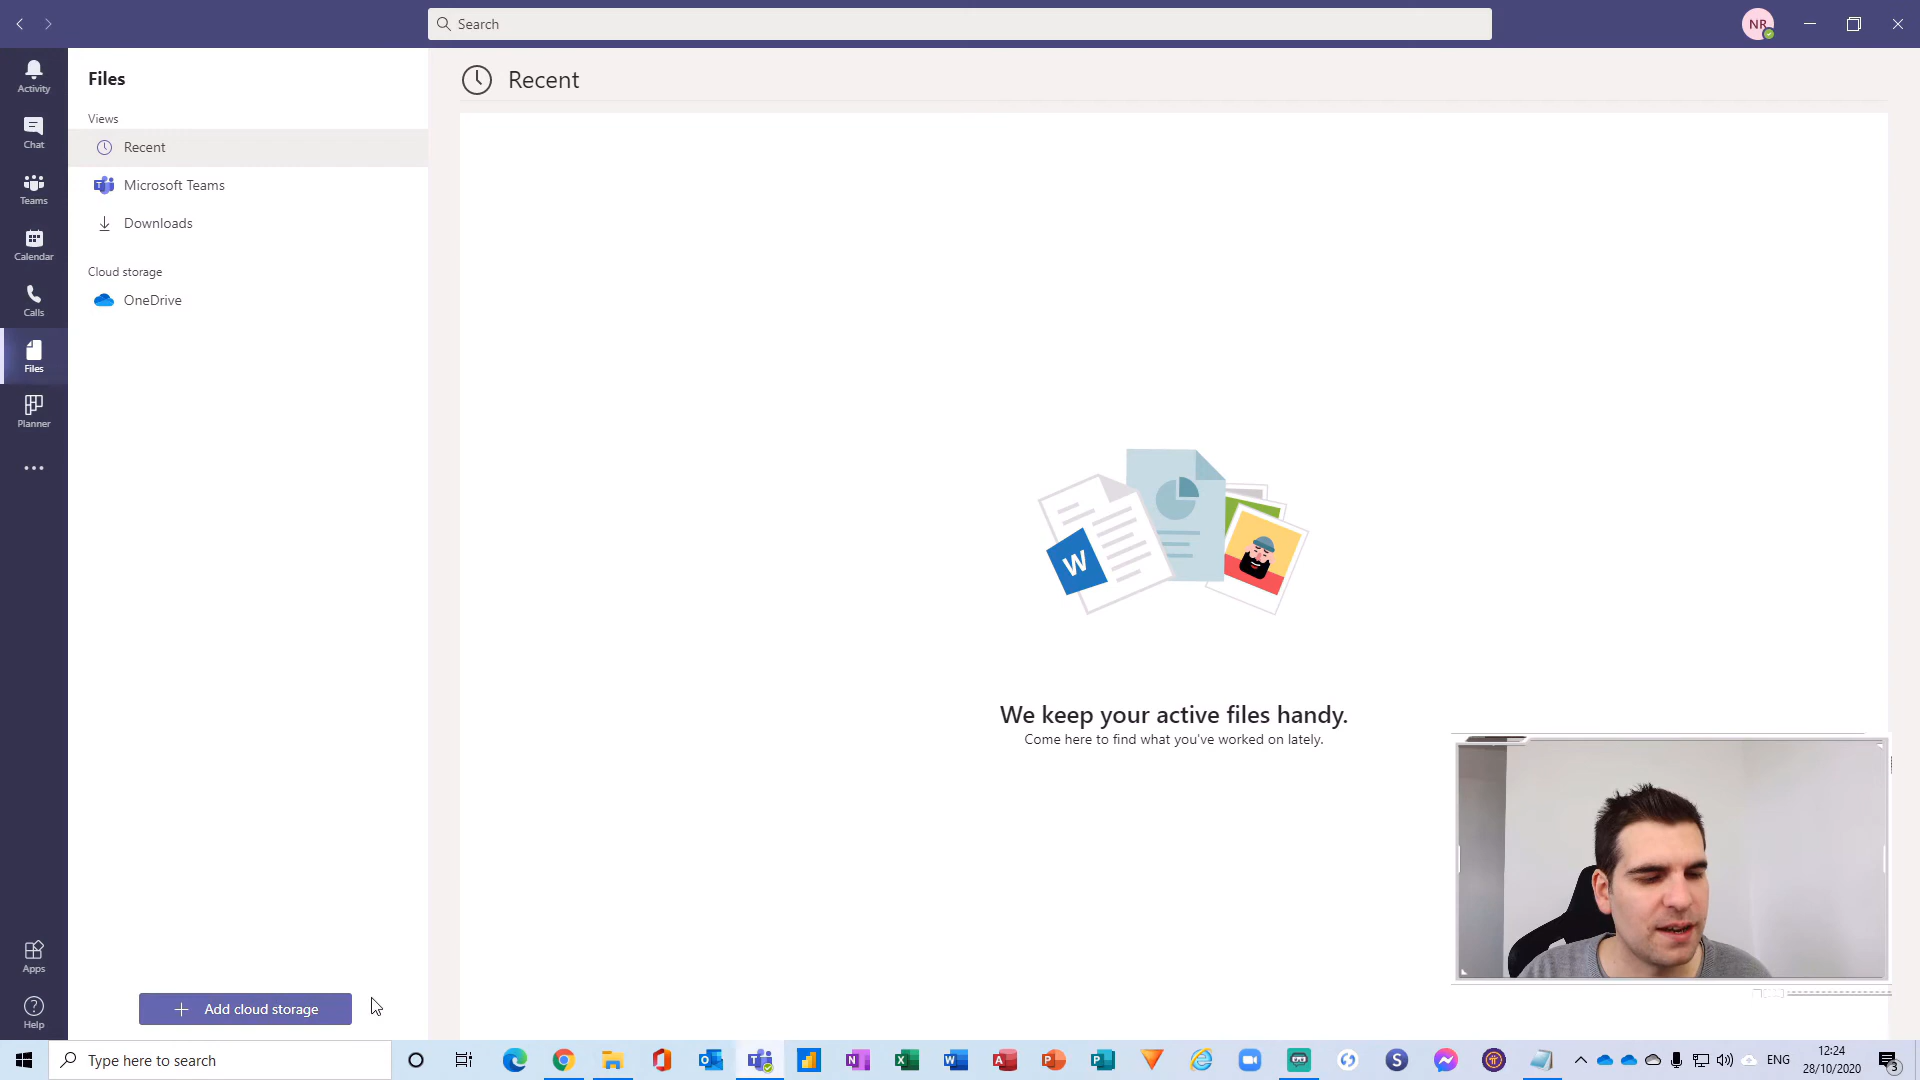 Search
NR
Activity
Chat
Teams
Calendar
Calls
Files
Planner
Apps
Help
Files
Views
Recent
Microsoft Teams
Downloads
Cloud storage
OneDrive
Add cloud storage
Recent
W
We keep your active files handy.
Come here to find what you've worked on lately.
Type here to search
ENG
12:24
28/10/2020
3